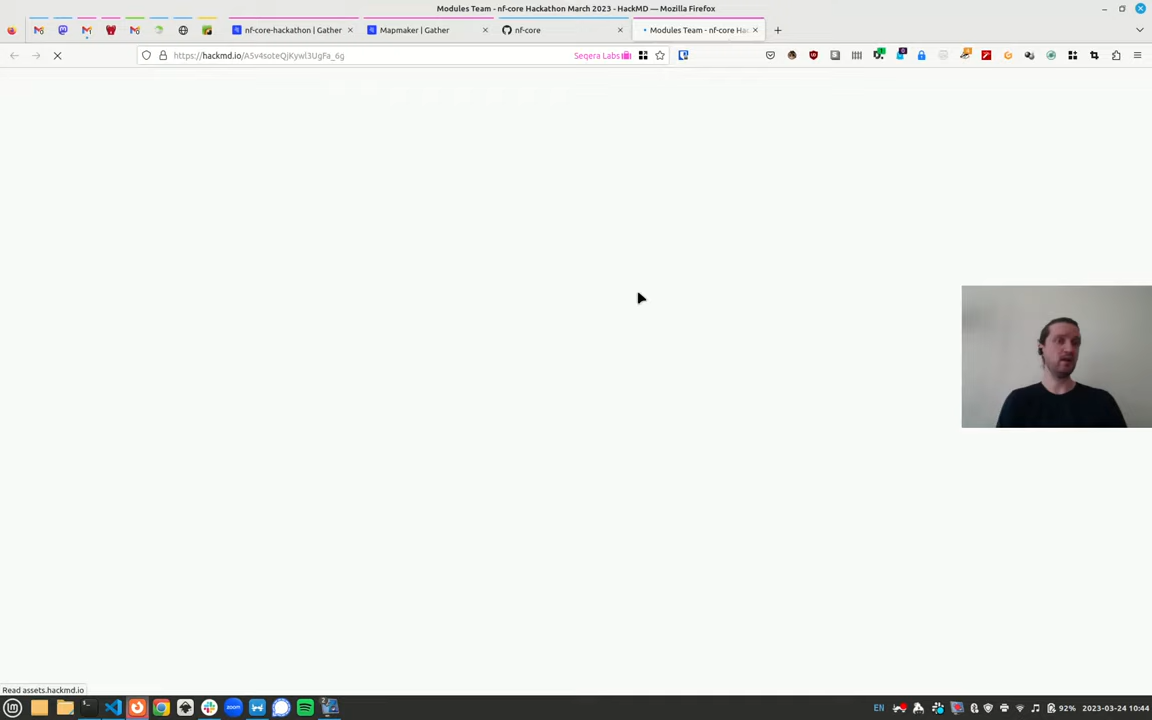 Modules Team - nf-core Hackathon March 2023 - HackMD — Mozilla Firefox
nf-core-hackathon | Gather
Mapmaker | Gather
nf-core
Modules Team - nf-core Ha
https://hackmd.io/A5v4soteQjKywl3UgFa_6g
Seqera Labs
Read assets.hackmd.io
EN
92%
2023-03-24 10:44